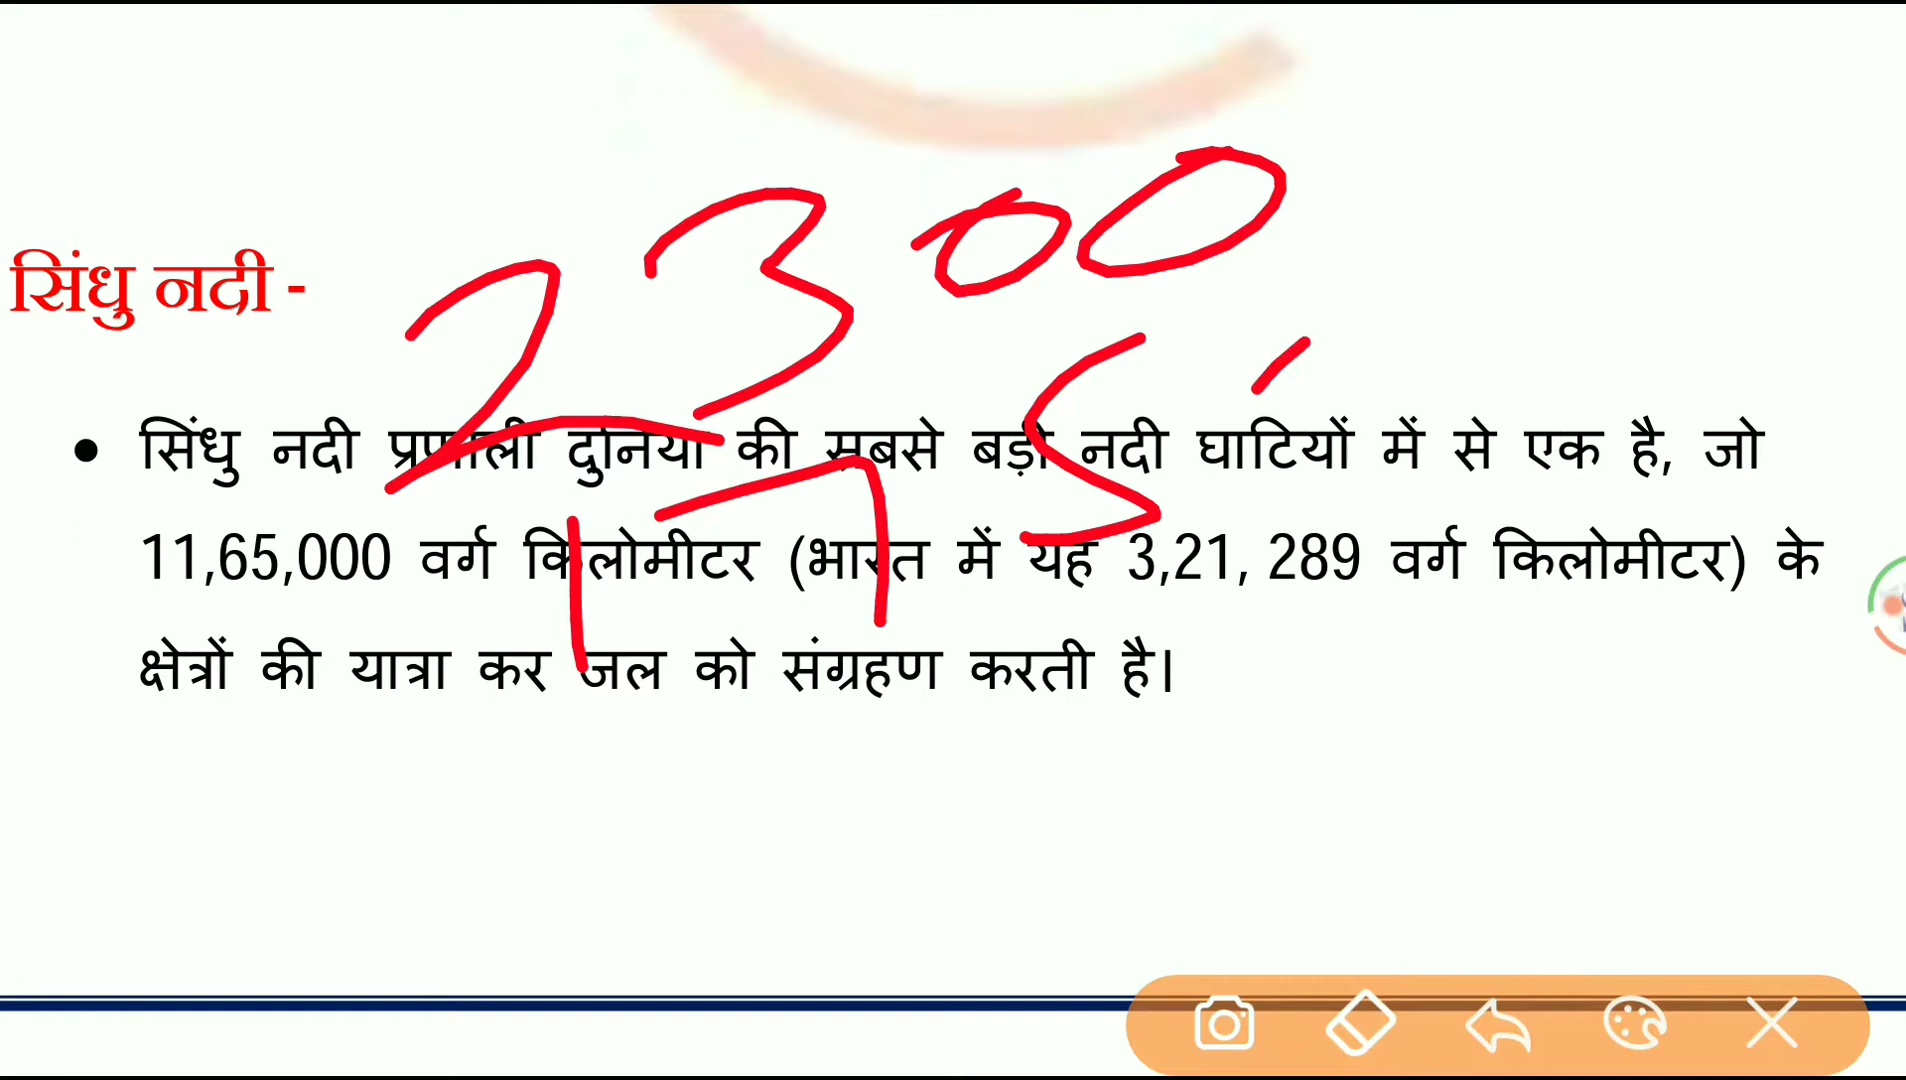 2300
सिंधु नदी -
175
• सिंधु नदी प्रणाली दुनिया की सबसे बड़ी नदी घाटियों में से एक है, जो
11,65,000 वर्ग किलोमीटर (भारत में यह 3,21, 289 वर्ग किलोमीटर) के
क्षेत्रों की यात्रा कर जल को संग्रहण करती है।